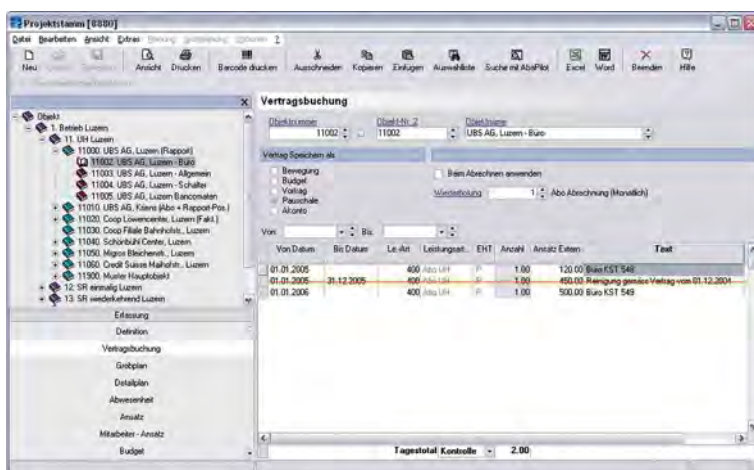 Projektstamm [8880]
Datei Bearbeiten Ansicht Extras ?
Neu Ansicht Drucken Barcode drucken Ausschneiden Kopieren Einfügen Auswahlliste Suche mit AbaPilot Excel Word Beenden Hilfe
Vertragsbuchung
Objekt
1. Betrieb Luzern
11. UH Luzern
11000. UBS AG, Luzern (Rapport)
11002. UBS AG, Luzern - Büro
11003. UBS AG, Luzern - Allgemein
11004. UBS AG, Luzern - Schalter
11005. UBS AG, Luzern Bancomaten
11010. UBS AG, Kriens (Abo + Rapport-Pos.)
11020. Coop Löwencenter, Luzern (Fakt.)
11030. Coop Filiale Bahnhofstr., Luzern
11040. Schönbühl Center, Luzern
11050. Migros Bleichenstr., Luzern
11060. Credit Suisse Maihofstr., Luzern
11900. Muster Hauptobjekt
12. SR einmalig Luzern
13. SR wiederkehrend Luzern
Erfassung
Definition
Vertragsbuchung
Grobplan
Detailplan
Abwesenheit
Ansatz
Mitarbeiter - Ansatz
Budget
Objektnummer Objekt-Nr. 2 Objektname
11002 11002 UBS AG, Luzern - Büro
Vertrag Speichern als
Bewegung
Budget
Vortrag
Pauschale
Akonto
Beim Abrechnen anwenden
Wiederholung 1 Abo Abrechnung (Monatlich)
Von: Bis:
Von Datum Bis Datum Le-Art Leistungsart.. EHT Anzahl Ansatz Extern Text
01.01.2005 400 Abo UH P 1.00 120.00 Büro KST 548
01.01.2005 31.12.2005 400 Abo UH P 1.00 450.00 Reinigung gemäss Vertrag vom 01.12.2004
01.01.2006 400 Abo UH P 1.00 500.00 Büro KST 549
Tagestotal Kontrolle 2.00